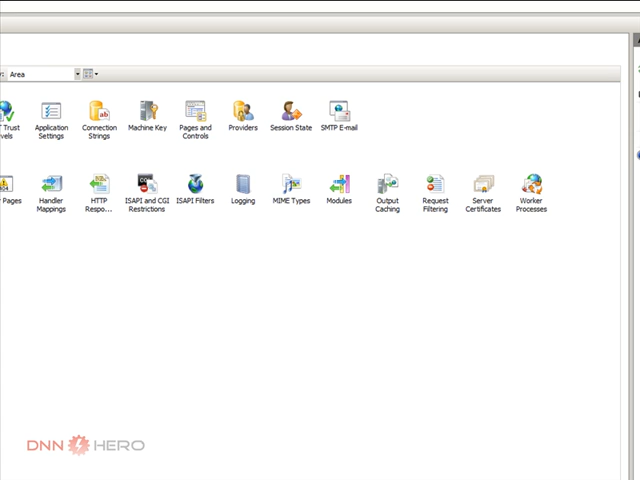 y: Area
T Trust Application Connection Machine Key Pages and Providers Session State SMTP E-mail
evels Settings Strings Controls
Pages Handler HTTP ISAPI and CGI ISAPI Filters Logging MIME Types Modules Output Request Server Worker
Mappings Respo... Restrictions Caching Filtering Certificates Processes
DNN HERO